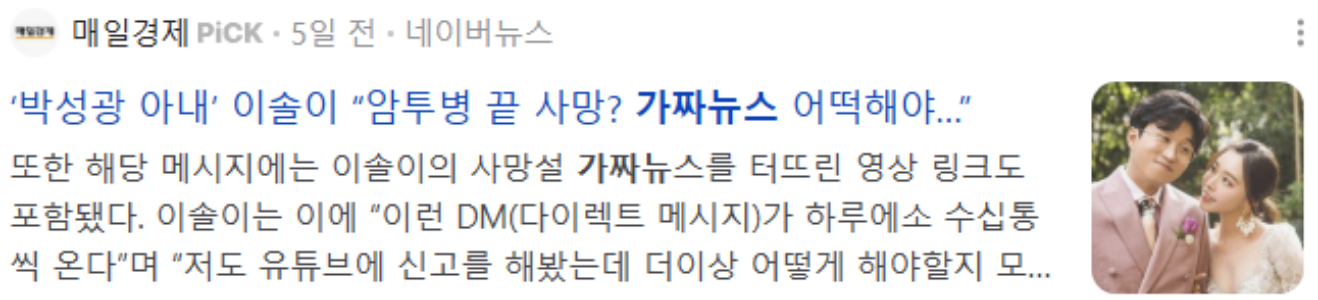 매일경제 매일경제 PiCK · 5일 전 · 네이버뉴스
‘박성광 아내’ 이솔이 “암투병 끝 사망? 가짜뉴스 어떡해야...”
또한 해당 메시지에는 이솔이의 사망설 가짜뉴스를 터뜨린 영상 링크도
포함됐다. 이솔이는 이에 “이런 DM(다이렉트 메시지)가 하루에소 수십통
씩 온다”며 “저도 유튜브에 신고를 해봤는데 더이상 어떻게 해야할지 모...